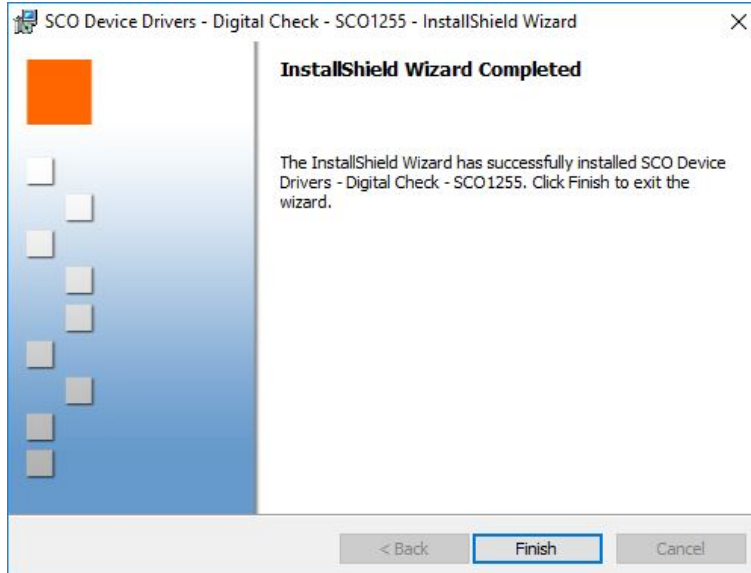 SCO Device Drivers - Digital Check - SCO1255 - InstallShield Wizard
InstallShield Wizard Completed
The InstallShield Wizard has successfully installed SCO Device
Drivers - Digital Check - SCO1255. Click Finish to exit the
wizard.
< Back
Finish
Cancel